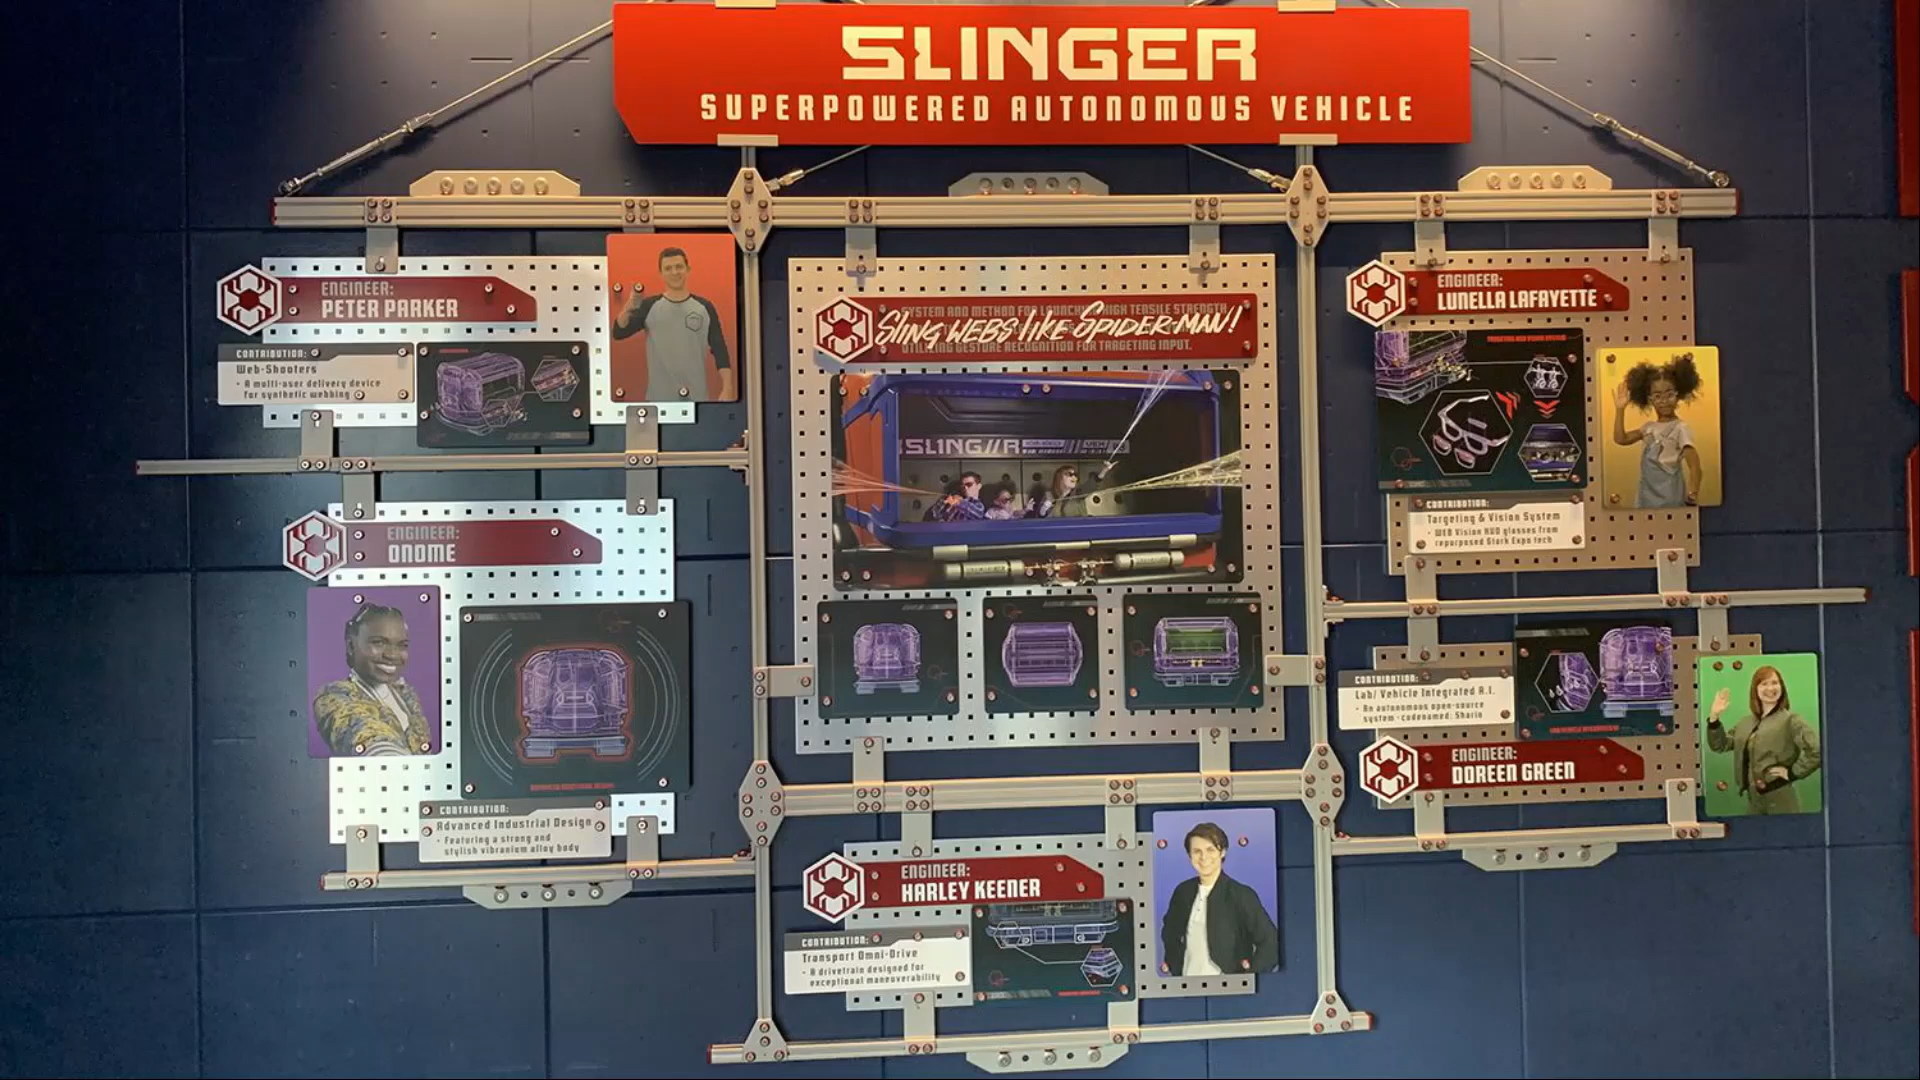 SLINGER
SUPERPOWERED AUTONOMOUS VEHICLE
ENGINEER:
PETER PARKER
CONTRIBUTION:
Web-Shooters
• A multi-user delivery device
for synthetic webbing
ENGINEER:
ONOME
CONTRIBUTION:
Advanced Industrial Design
• Featuring a strong and
stylish vibranium alloy body
SYSTEM AND METHOD FOR LAUNCHING HIGH TENSILE STRENGTH
SLING WEBS LIKE SPIDER-MAN!
UTILIZING GESTURE RECOGNITION FOR TARGETING INPUT.
SL1NG//R
ENGINEER:
HARLEY KEENER
CONTRIBUTION:
Transport Omni-Drive
• A drivetrain designed for
exceptional maneuverability
ENGINEER:
LUNELLA LAFAYETTE
CONTRIBUTION:
Targeting & Vision System
• WEB Vision HUD glasses from
repurposed Stark Expo tech
CONTRIBUTION:
Lab/Vehicle Integrated A.I.
• An autonomous open-source
system - codenamed: Sharin
ENGINEER:
DOREEN GREEN